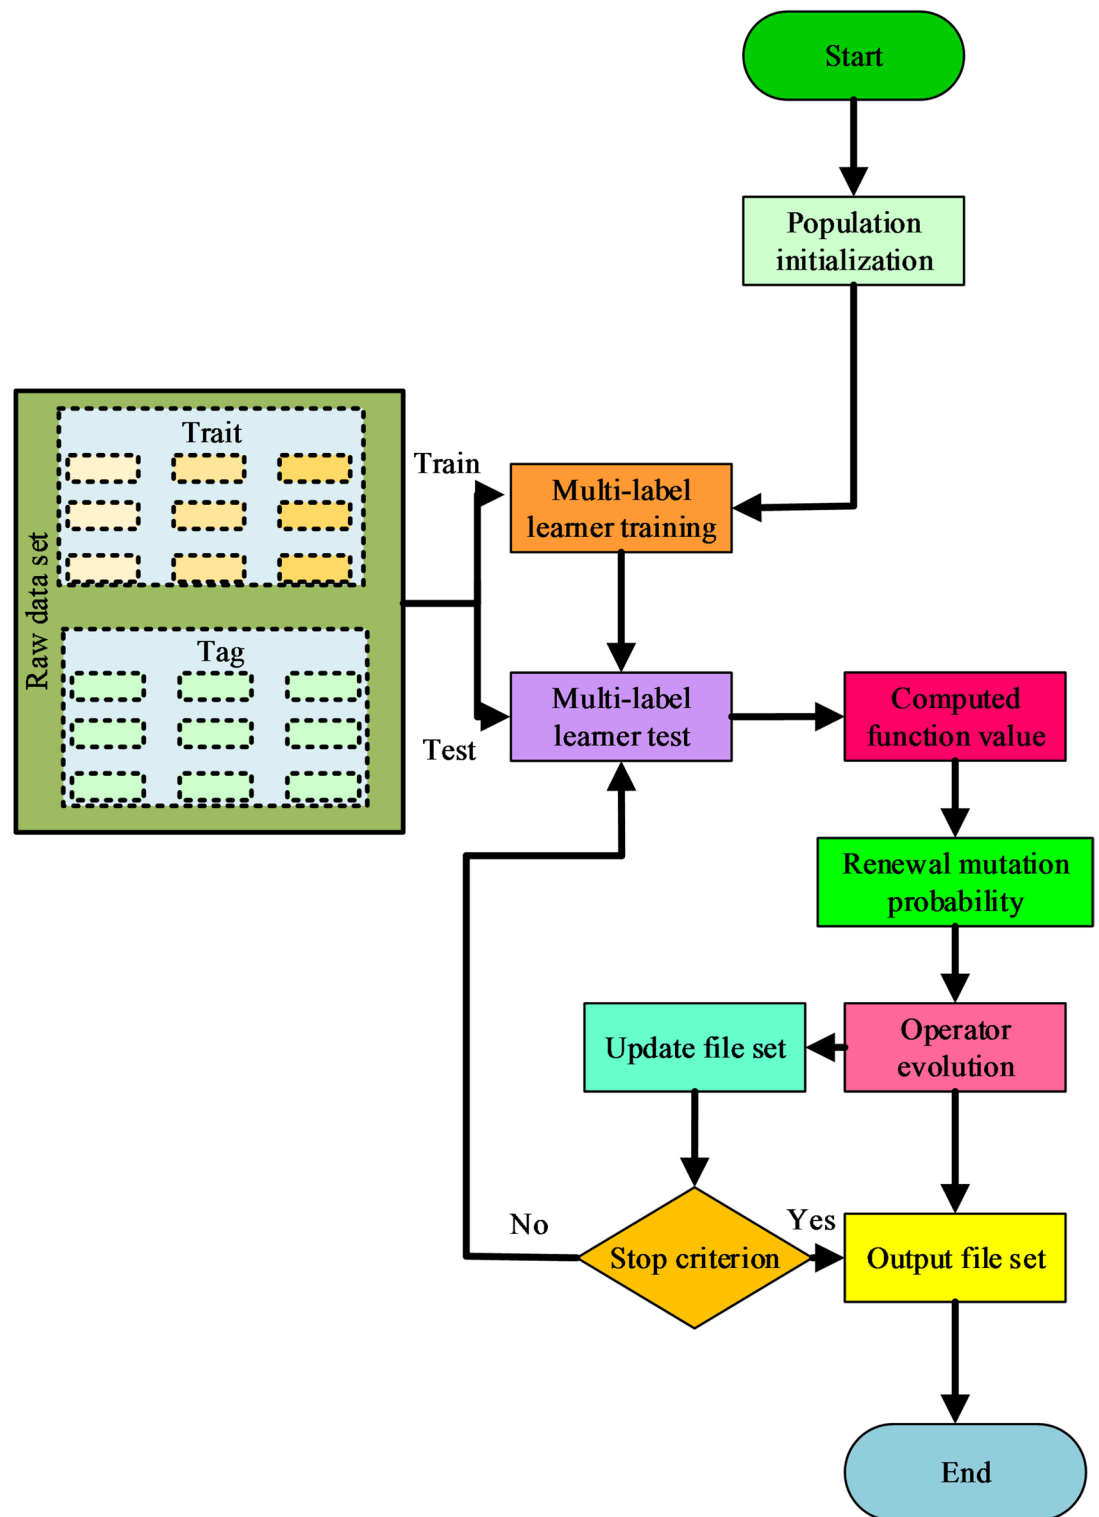 Start
Population
initialization
Raw data set
Trait
Tag
Train
Test
Multi-label
learner training
Multi-label
learner test
Computed
function value
Renewal mutation
probability
Operator
evolution
Update file set
Stop criterion
No
Yes
Output file set
End